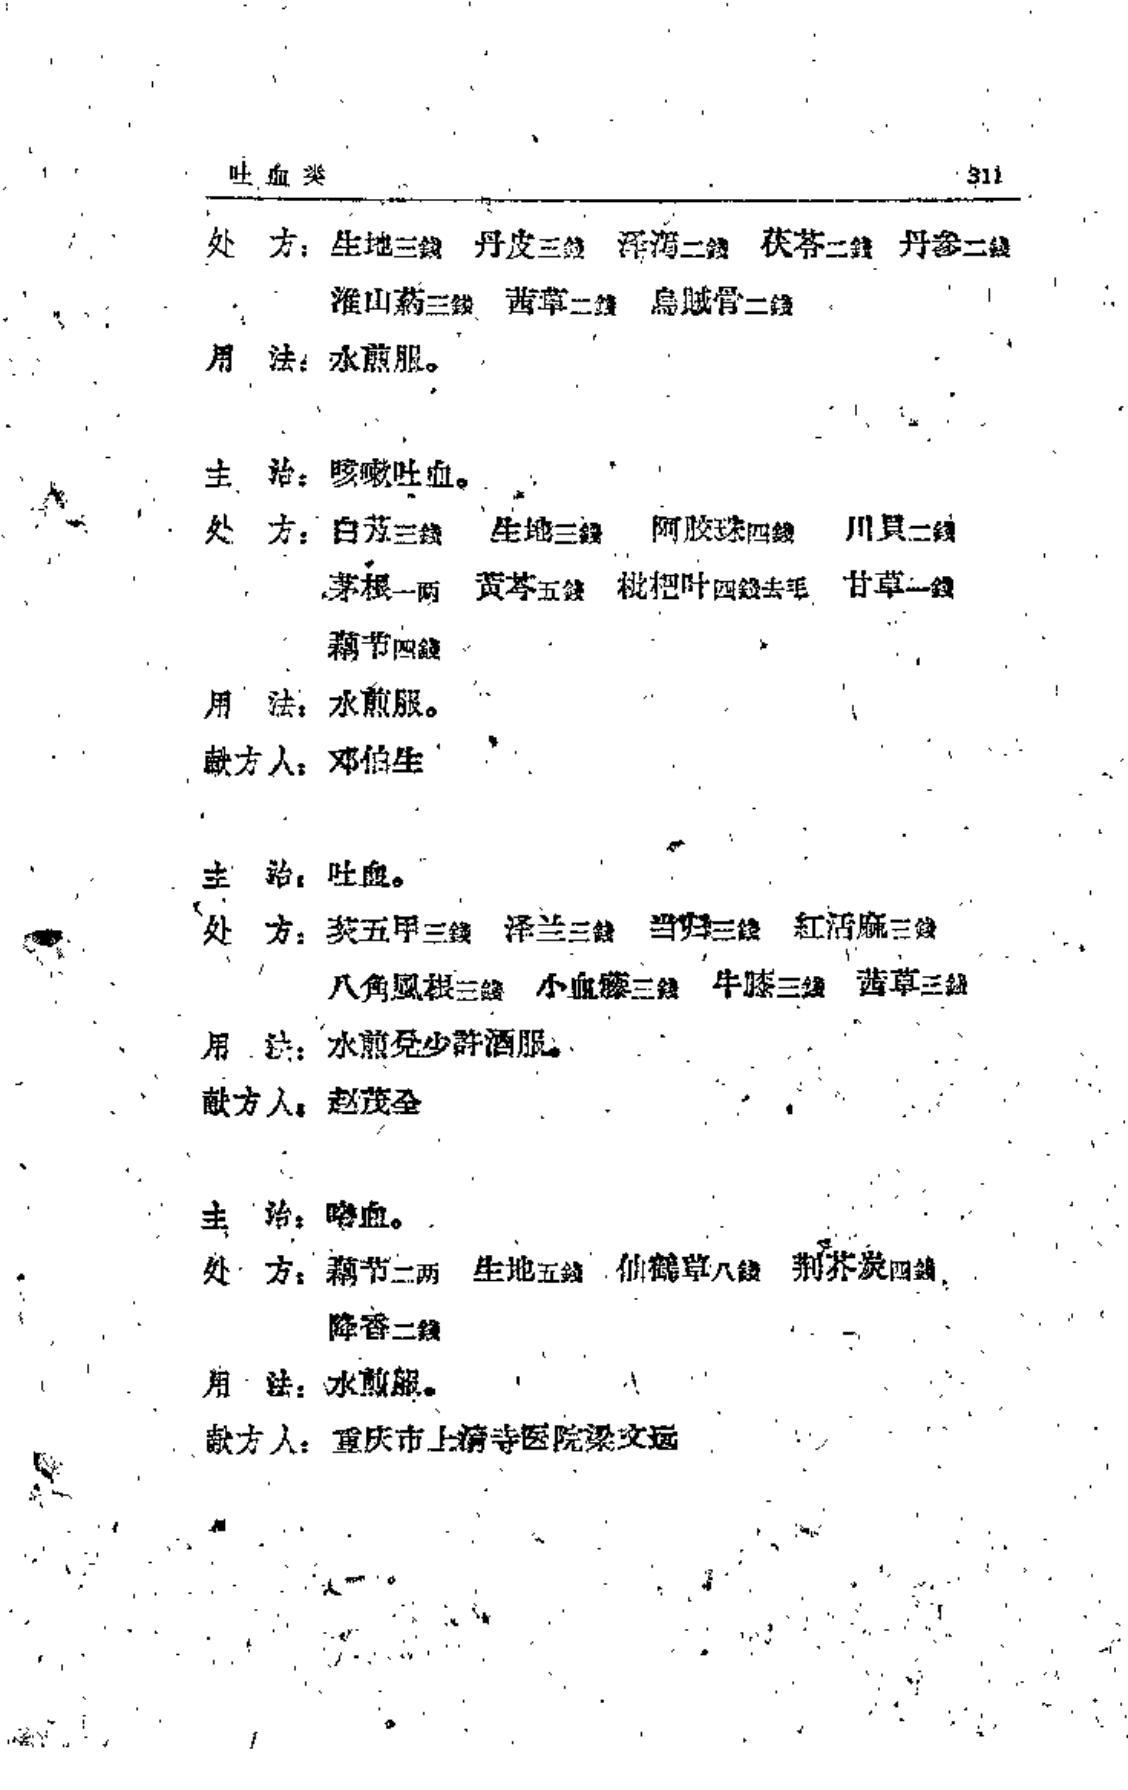 吐血类 311
处　方：生地三錢　丹皮三錢　泽瀉二錢　茯苓二錢　丹参二錢
淮山葯三錢　茜草二錢　烏賊骨二錢
用　法：水煎服。
主　治：咳嗽吐血。
处　方：白芨三錢　生地三錢　阿胶珠四錢　川貝二錢
茅根一两　黃芩五錢　枇杷叶四錢去毛　甘草一錢
藕节四錢
用　法：水煎服。
献方人：邓伯生
主　治：吐血。
处　方：茨五甲三錢　泽兰三錢　当归三錢　紅活麻三錢
八角風根三錢　小血藤三錢　牛膝三錢　茜草三錢
用　法：水煎兑少許酒服。
献方人：赵茂全
主　治：咯血。
处　方：藕节二两　生地五錢　仙鶴草八錢　荆芥炭四錢
降香二錢
用　法：水煎服。
献方人：重庆市上清寺医院梁文远